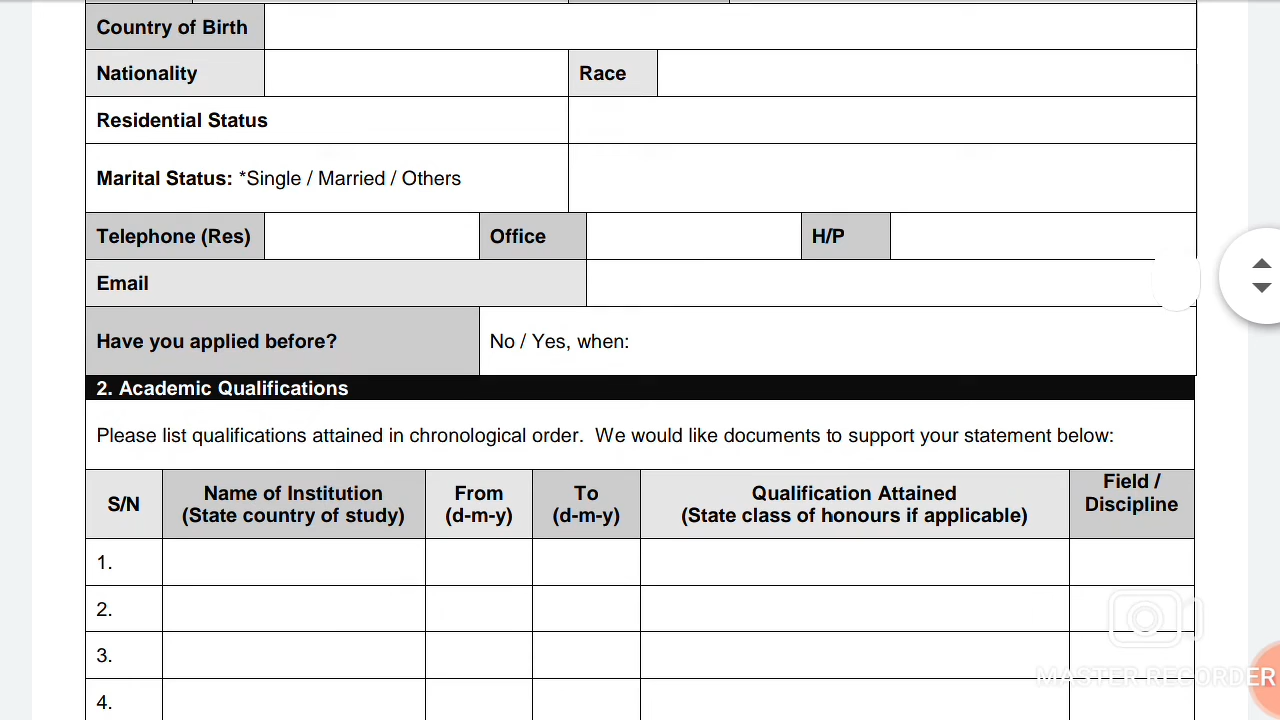 Country of Birth
Nationality
Race
Residential Status
Marital Status: *Single / Married / Others
Telephone (Res)
Office
H/P
Email
Have you applied before?
No / Yes, when:
2. Academic Qualifications
Please list qualifications attained in chronological order.  We would like documents to support your statement below:
S/N
Name of Institution
(State country of study)
From
(d-m-y)
To
(d-m-y)
Qualification Attained
(State class of honours if applicable)
Field /
Discipline
1.
2.
3.
4.
MASTER RECORDER